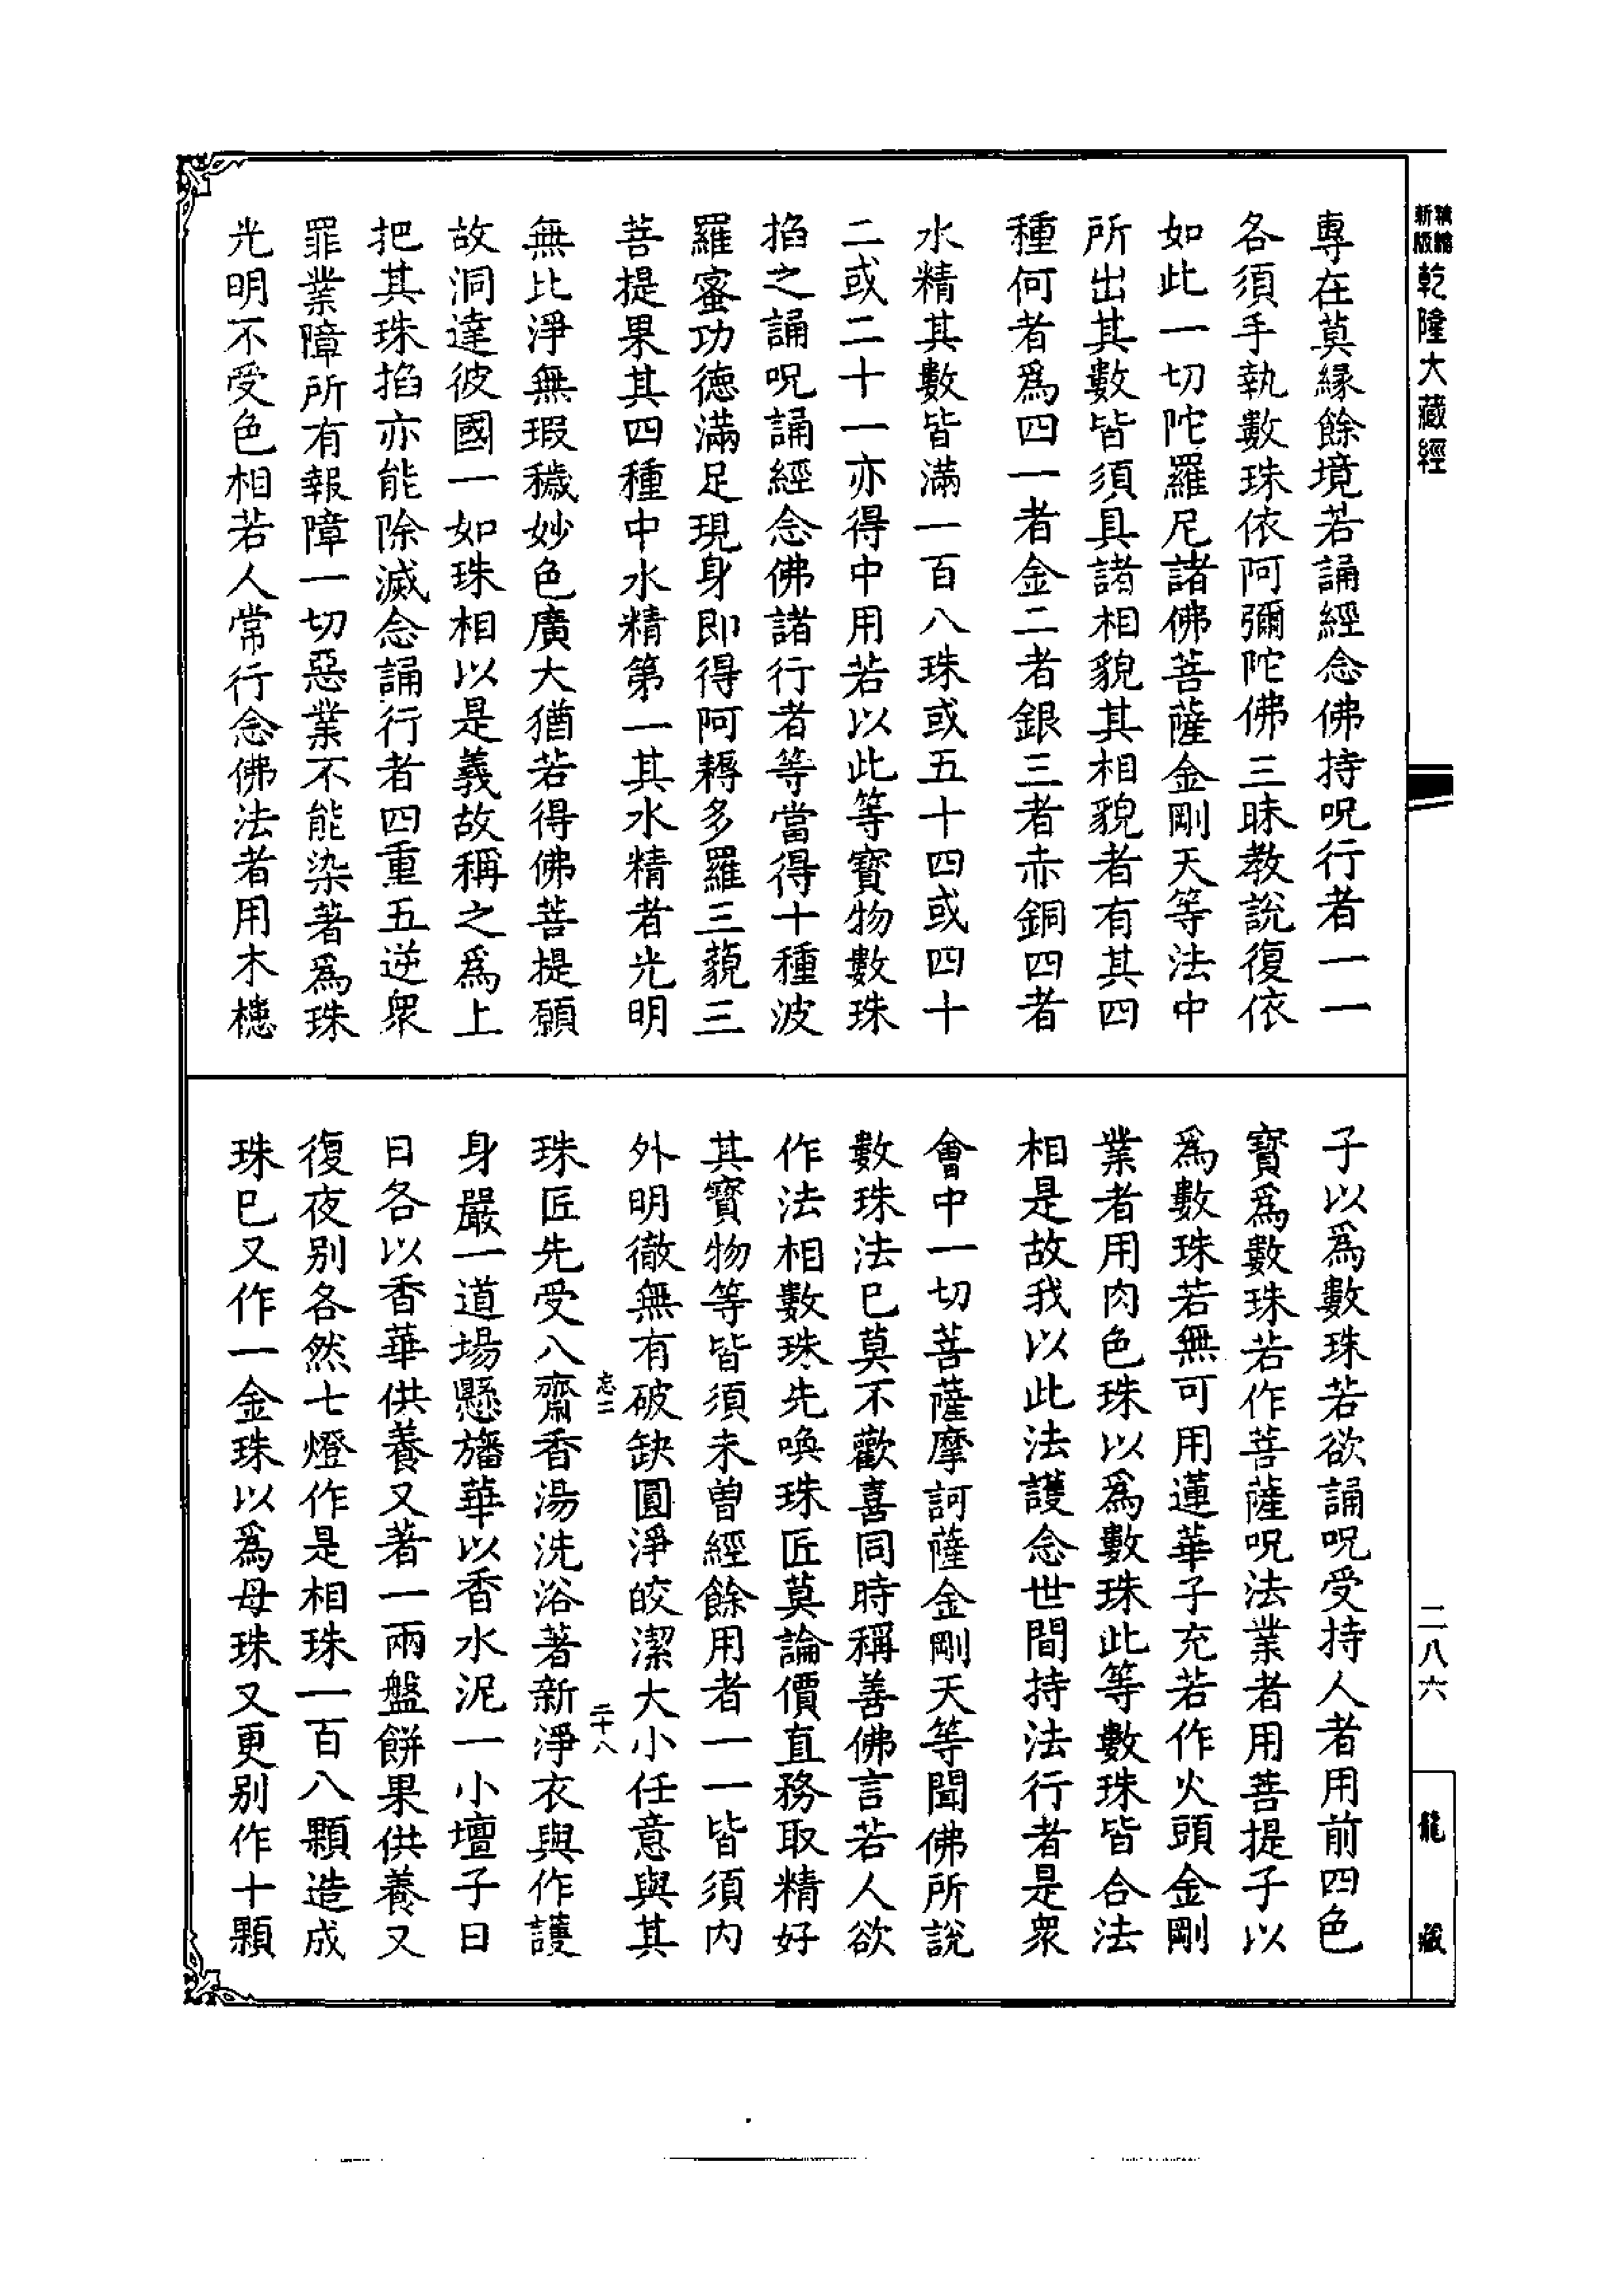 新版精縮乾隆大藏經
專在莫緣餘境若誦經念佛持呪行者一一
各須手執數珠依阿彌陀佛三昧教說復依
如此一切陀羅尼諸佛菩薩金剛天等法中
所出其數皆須具諸相貌其相貌者有其四
種何者爲四一者金二者銀三者赤銅四者
水精其數皆滿一百八珠或五十四或四十
二或二十一亦得中用若以此等寶物數珠
掐之誦呪誦經念佛諸行者等當得十種波
羅蜜功德滿足現身即得阿耨多羅三藐三
菩提果其四種中水精第一其水精者光明
無比淨無瑕穢妙色廣大猶若得佛菩提願
故洞達彼國一如珠相以是義故稱之爲上
把其珠掐亦能除滅念誦行者四重五逆衆
罪業障所有報障一切惡業不能染著爲珠
光明不受色相若人常行念佛法者用木槵
子以爲數珠若欲誦呪受持人者用前四色
寶爲數珠若作菩薩呪法業者用菩提子以
爲數珠若無可用蓮華子充若作火頭金剛
業者用肉色珠以爲數珠此等數珠皆合法
相是故我以此法護念世間持法行者是衆
會中一切菩薩摩訶薩金剛天等聞佛所說
數珠法已莫不歡喜同時稱善佛言若人欲
作法相數珠先喚珠匠莫論價直務取精好
其寶物等皆須未曾經餘用者一一皆須內
外明徹無有破缺圓淨皎潔大小任意與其
忘二 二十八
珠匠先受八齋香湯洗浴著新淨衣與作護
身嚴一道場懸旛華以香水泥一小壇子日
日各以香華供養又著一兩盤餅果供養又
復夜别各然七燈作是相珠一百八顆造成
珠已又作一金珠以爲母珠又更别作十顆
二八六
龍藏